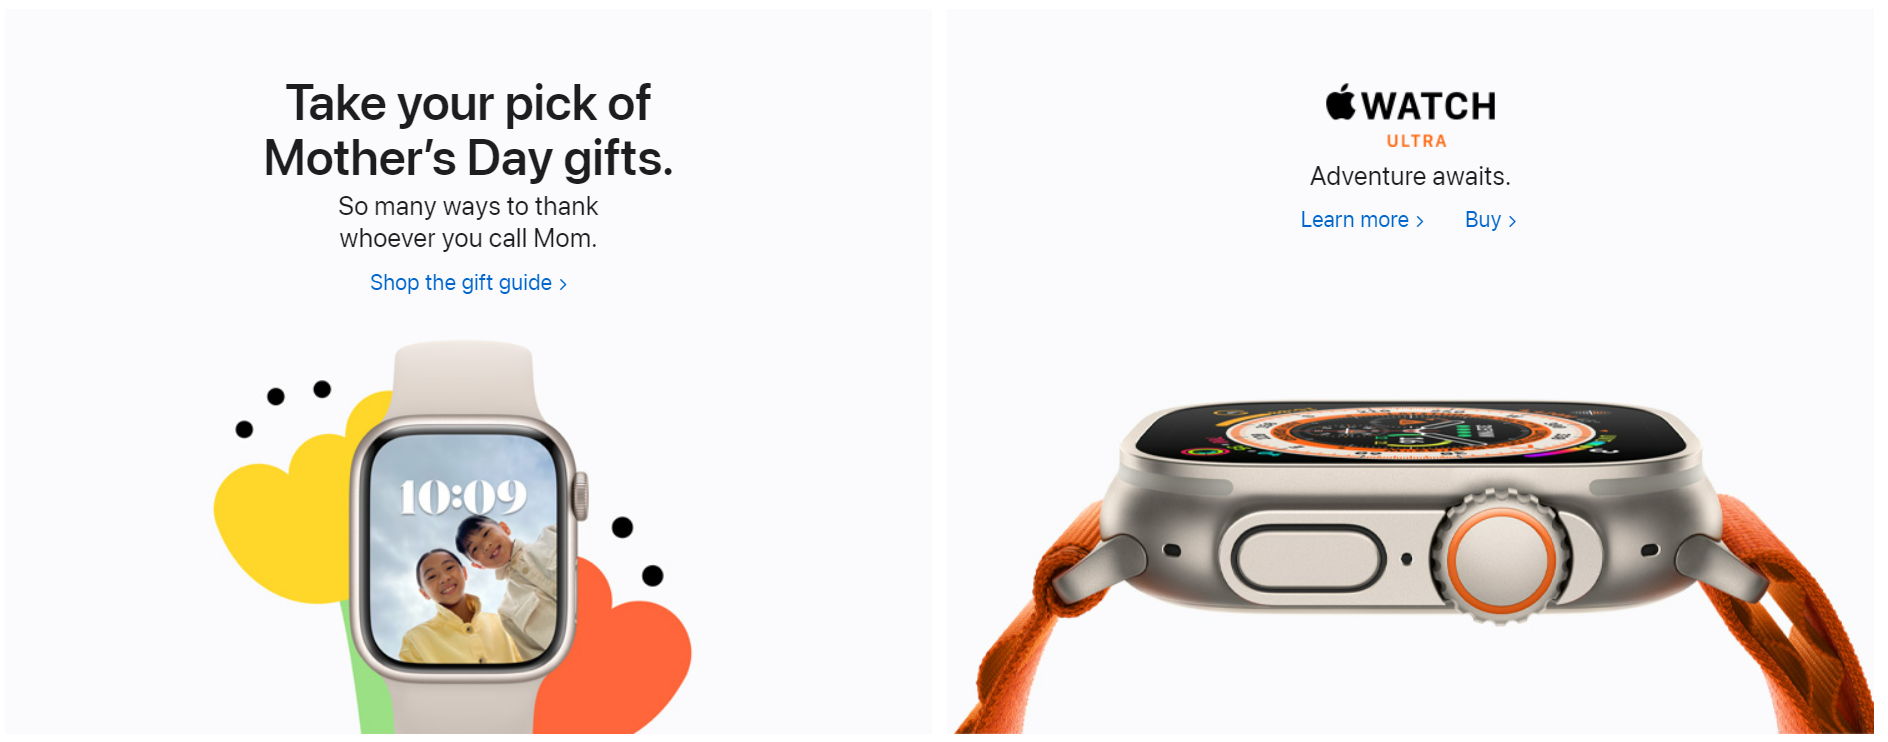 Take your pick of
Mother’s Day gifts.
So many ways to thank
whoever you call Mom.
Shop the gift guide >
10:09
WATCH
ULTRA
Adventure awaits.
Learn more >
Buy >